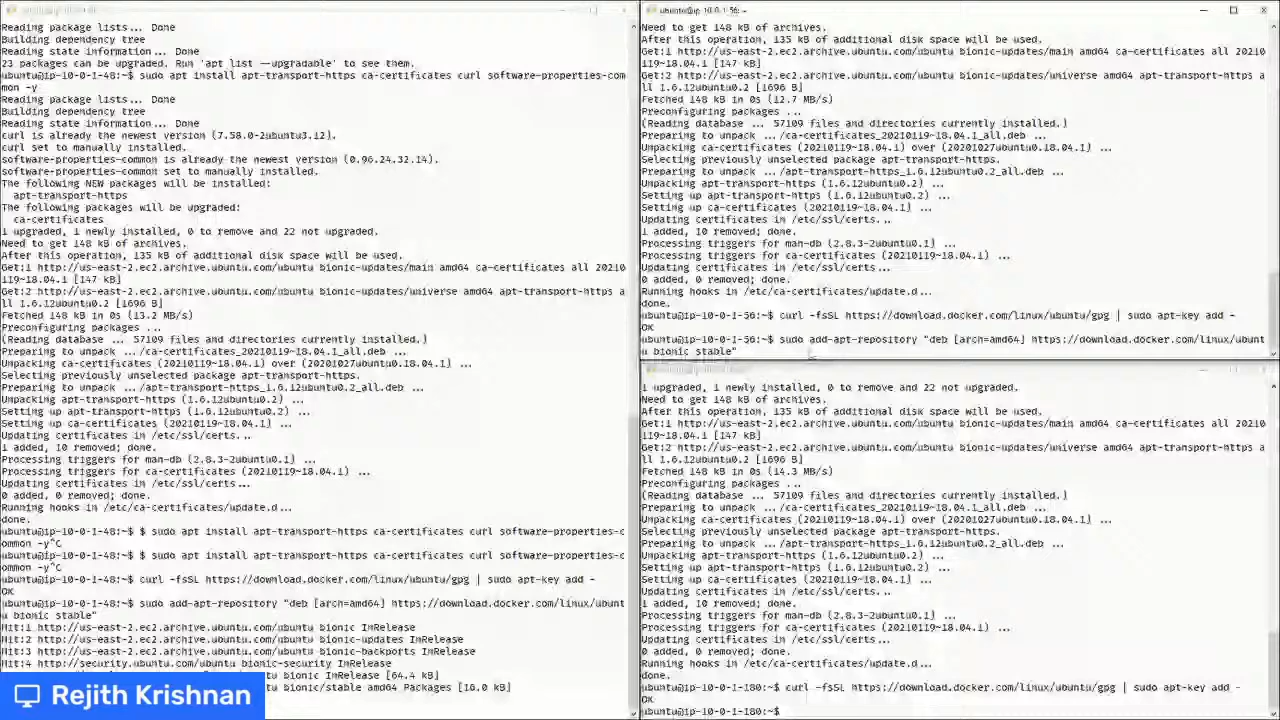 Reading package lists... Done
Building dependency tree
Reading state information... Done
23 packages can be upgraded. Run 'apt list --upgradable' to see them.
ubuntu@ip-10-0-1-48:~$ sudo apt install apt-transport-https ca-certificates curl software-properties-com
mon -y
Reading package lists... Done
Building dependency tree
Reading state information... Done
curl is already the newest version (7.58.0-2ubuntu3.12).
curl set to manually installed.
software-properties-common is already the newest version (0.96.24.32.14).
software-properties-common set to manually installed.
The following NEW packages will be installed:
  apt-transport-https
The following packages will be upgraded:
  ca-certificates
1 upgraded, 1 newly installed, 0 to remove and 22 not upgraded.
Need to get 148 kB of archives.
After this operation, 135 kB of additional disk space will be used.
Get:1 http://us-east-2.ec2.archive.ubuntu.com/ubuntu bionic-updates/main amd64 ca-certificates all 20210
119~18.04.1 [147 kB]
Get:2 http://us-east-2.ec2.archive.ubuntu.com/ubuntu bionic-updates/universe amd64 apt-transport-https a
ll 1.6.12ubuntu0.2 [1696 B]
Fetched 148 kB in 0s (13.2 MB/s)
Preconfiguring packages ...
(Reading database ... 57109 files and directories currently installed.)
Preparing to unpack .../ca-certificates_20210119~18.04.1_all.deb ...
Unpacking ca-certificates (20210119~18.04.1) over (20201027ubuntu0.18.04.1) ...
Selecting previously unselected package apt-transport-https.
Preparing to unpack .../apt-transport-https_1.6.12ubuntu0.2_all.deb ...
Unpacking apt-transport-https (1.6.12ubuntu0.2) ...
Setting up apt-transport-https (1.6.12ubuntu0.2) ...
Setting up ca-certificates (20210119~18.04.1) ...
Updating certificates in /etc/ssl/certs...
1 added, 10 removed; done.
Processing triggers for man-db (2.8.3-2ubuntu0.1) ...
Processing triggers for ca-certificates (20210119~18.04.1) ...
Updating certificates in /etc/ssl/certs...
0 added, 0 removed; done.
Running hooks in /etc/ca-certificates/update.d...
done.
ubuntu@ip-10-0-1-48:~$ $ sudo apt install apt-transport-https ca-certificates curl software-properties-c
ommon -y^C
ubuntu@ip-10-0-1-48:~$ $ sudo apt install apt-transport-https ca-certificates curl software-properties-c
ommon -y^C
ubuntu@ip-10-0-1-48:~$ curl -fsSL https://download.docker.com/linux/ubuntu/gpg | sudo apt-key add -
OK
ubuntu@ip-10-0-1-48:~$ sudo add-apt-repository "deb [arch=amd64] https://download.docker.com/linux/ubunt
u bionic stable"
Hit:1 http://us-east-2.ec2.archive.ubuntu.com/ubuntu bionic InRelease
Hit:2 http://us-east-2.ec2.archive.ubuntu.com/ubuntu bionic-updates InRelease
Hit:3 http://us-east-2.ec2.archive.ubuntu.com/ubuntu bionic-backports InRelease
Hit:4 http://security.ubuntu.com/ubuntu bionic-security InRelease
bionic InRelease [64.4 kB]
bionic/stable amd64 Packages [18.0 kB]
Rejith Krishnan
ubuntu@ip-10-0-1-56: ~
Need to get 148 kB of archives.
After this operation, 135 kB of additional disk space will be used.
Get:1 http://us-east-2.ec2.archive.ubuntu.com/ubuntu bionic-updates/main amd64 ca-certificates all 20210
119~18.04.1 [147 kB]
Get:2 http://us-east-2.ec2.archive.ubuntu.com/ubuntu bionic-updates/universe amd64 apt-transport-https a
ll 1.6.12ubuntu0.2 [1696 B]
Fetched 148 kB in 0s (12.7 MB/s)
Preconfiguring packages ...
(Reading database ... 57109 files and directories currently installed.)
Preparing to unpack .../ca-certificates_20210119~18.04.1_all.deb ...
Unpacking ca-certificates (20210119~18.04.1) over (20201027ubuntu0.18.04.1) ...
Selecting previously unselected package apt-transport-https.
Preparing to unpack .../apt-transport-https_1.6.12ubuntu0.2_all.deb ...
Unpacking apt-transport-https (1.6.12ubuntu0.2) ...
Setting up apt-transport-https (1.6.12ubuntu0.2) ...
Setting up ca-certificates (20210119~18.04.1) ...
Updating certificates in /etc/ssl/certs...
1 added, 10 removed; done.
Processing triggers for man-db (2.8.3-2ubuntu0.1) ...
Processing triggers for ca-certificates (20210119~18.04.1) ...
Updating certificates in /etc/ssl/certs...
0 added, 0 removed; done.
Running hooks in /etc/ca-certificates/update.d...
done.
ubuntu@ip-10-0-1-56:~$ curl -fsSL https://download.docker.com/linux/ubuntu/gpg | sudo apt-key add -
OK
ubuntu@ip-10-0-1-56:~$ sudo add-apt-repository "deb [arch=amd64] https://download.docker.com/linux/ubunt
u bionic stable"
1 upgraded, 1 newly installed, 0 to remove and 22 not upgraded.
Need to get 148 kB of archives.
After this operation, 135 kB of additional disk space will be used.
Get:1 http://us-east-2.ec2.archive.ubuntu.com/ubuntu bionic-updates/main amd64 ca-certificates all 20210
119~18.04.1 [147 kB]
Get:2 http://us-east-2.ec2.archive.ubuntu.com/ubuntu bionic-updates/universe amd64 apt-transport-https a
ll 1.6.12ubuntu0.2 [1696 B]
Fetched 148 kB in 0s (14.3 MB/s)
Preconfiguring packages ...
(Reading database ... 57109 files and directories currently installed.)
Preparing to unpack .../ca-certificates_20210119~18.04.1_all.deb ...
Unpacking ca-certificates (20210119~18.04.1) over (20201027ubuntu0.18.04.1) ...
Selecting previously unselected package apt-transport-https.
Preparing to unpack .../apt-transport-https_1.6.12ubuntu0.2_all.deb ...
Unpacking apt-transport-https (1.6.12ubuntu0.2) ...
Setting up apt-transport-https (1.6.12ubuntu0.2) ...
Setting up ca-certificates (20210119~18.04.1) ...
Updating certificates in /etc/ssl/certs...
1 added, 10 removed; done.
Processing triggers for man-db (2.8.3-2ubuntu0.1) ...
Processing triggers for ca-certificates (20210119~18.04.1) ...
Updating certificates in /etc/ssl/certs...
0 added, 0 removed; done.
Running hooks in /etc/ca-certificates/update.d...
done.
ubuntu@ip-10-0-1-180:~$ curl -fsSL https://download.docker.com/linux/ubuntu/gpg | sudo apt-key add -
OK
ubuntu@ip-10-0-1-180:~$